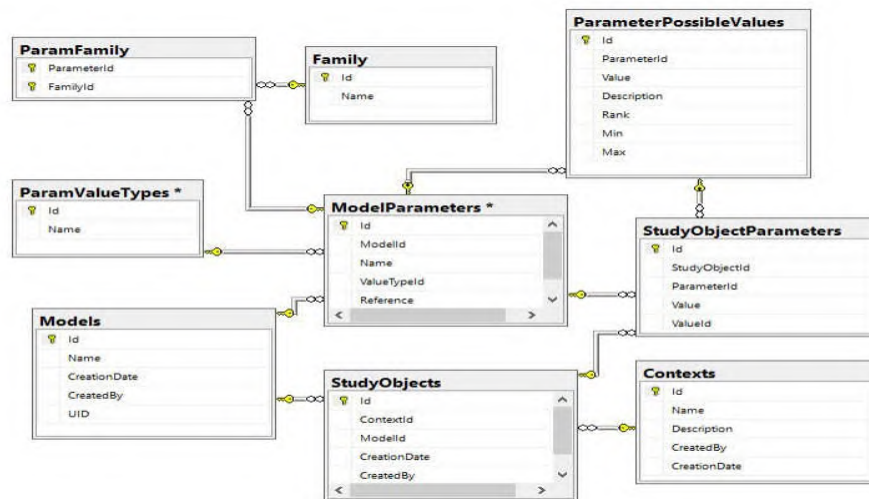 ParamFamily
ParameterId
FamilyId
Family
Id
Name
ParameterPossibleValues
Id
ParameterId
Value
Description
Rank
Min
Max
ParamValueTypes *
Id
Name
ModelParameters *
Id
ModelId
Name
ValueTypeId
Reference
StudyObjectParameters
Id
StudyObjectId
ParameterId
Value
ValueId
Models
Id
Name
CreationDate
CreatedBy
UID
StudyObjects
Id
ContextId
ModelId
CreationDate
CreatedBy
Contexts
Id
Name
Description
CreatedBy
CreationDate